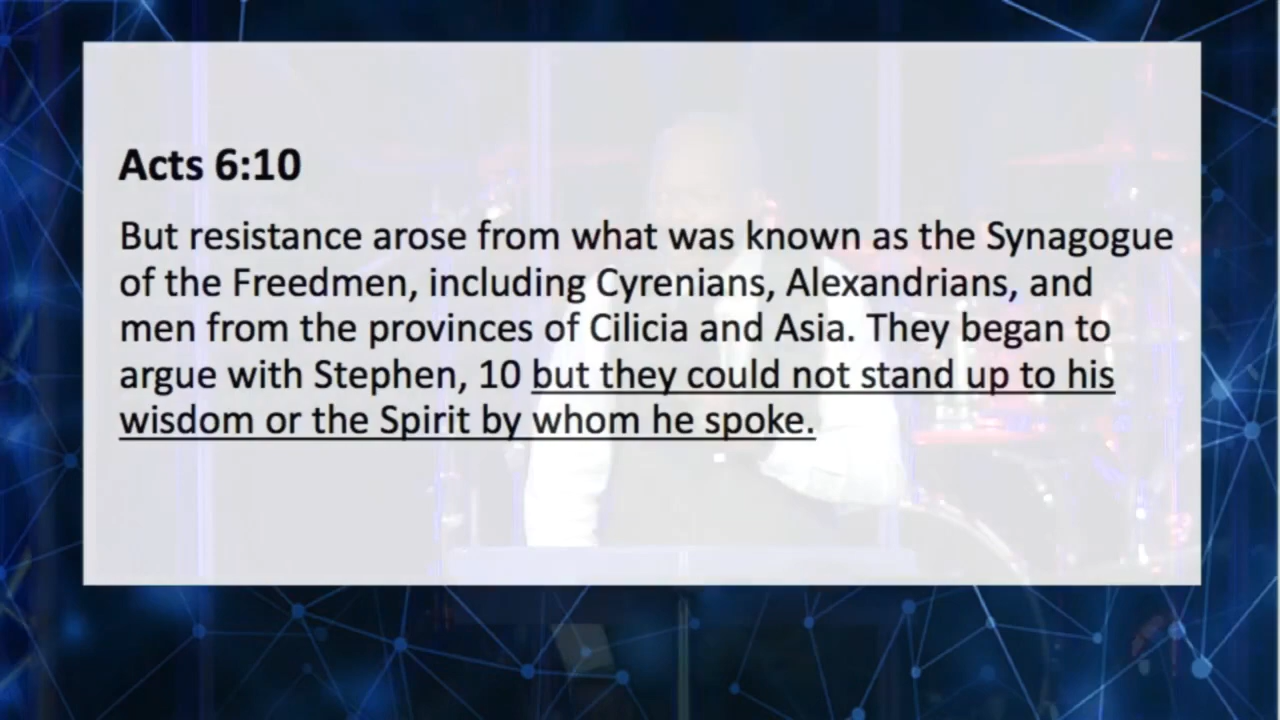 Acts 6:10
But resistance arose from what was known as the Synagogue
of the Freedmen, including Cyrenians, Alexandrians, and
men from the provinces of Cilicia and Asia. They began to
argue with Stephen, 10 but they could not stand up to his
wisdom or the Spirit by whom he spoke.